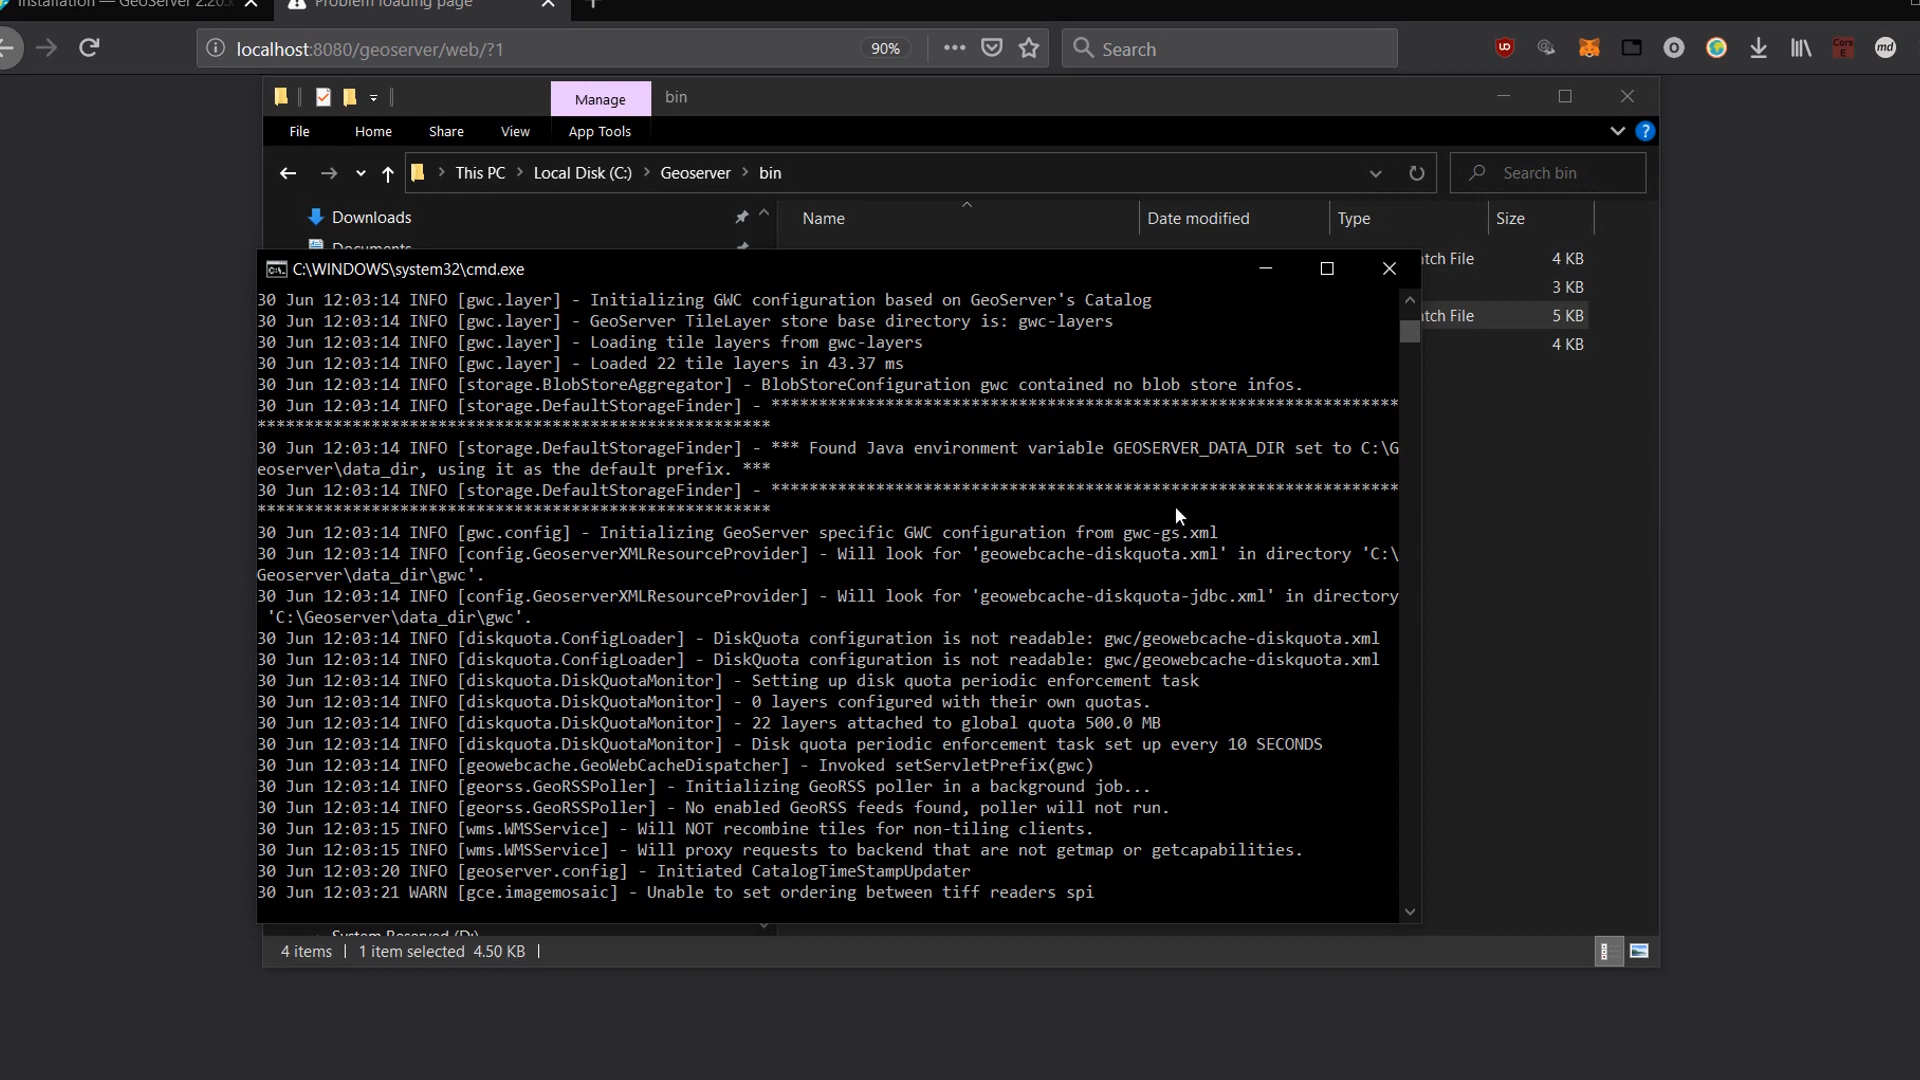 Installation — GeoServer 2.20.x
Problem loading page
localhost:8080/geoserver/web/?1
90%
Search
Cors
E
md
Manage
bin
File
Home
Share
View
App Tools
This PC
Local Disk (C:)
Geoserver
bin
Search bin
Downloads
Documents
Name
Date modified
Type
Size
tch File
4 KB
3 KB
tch File
5 KB
4 KB
C:\WINDOWS\system32\cmd.exe
30 Jun 12:03:14 INFO [gwc.layer] - Initializing GWC configuration based on GeoServer's Catalog
30 Jun 12:03:14 INFO [gwc.layer] - GeoServer TileLayer store base directory is: gwc-layers
30 Jun 12:03:14 INFO [gwc.layer] - Loading tile layers from gwc-layers
30 Jun 12:03:14 INFO [gwc.layer] - Loaded 22 tile layers in 43.37 ms
30 Jun 12:03:14 INFO [storage.BlobStoreAggregator] - BlobStoreConfiguration gwc contained no blob store infos.
30 Jun 12:03:14 INFO [storage.DefaultStorageFinder] - ******************************************************************
******************************************************
30 Jun 12:03:14 INFO [storage.DefaultStorageFinder] - *** Found Java environment variable GEOSERVER_DATA_DIR set to C:\G
eoserver\data_dir, using it as the default prefix. ***
30 Jun 12:03:14 INFO [storage.DefaultStorageFinder] - ******************************************************************
******************************************************
30 Jun 12:03:14 INFO [gwc.config] - Initializing GeoServer specific GWC configuration from gwc-gs.xml
30 Jun 12:03:14 INFO [config.GeoserverXMLResourceProvider] - Will look for 'geowebcache-diskquota.xml' in directory 'C:\
Geoserver\data_dir\gwc'.
30 Jun 12:03:14 INFO [config.GeoserverXMLResourceProvider] - Will look for 'geowebcache-diskquota-jdbc.xml' in directory
'C:\Geoserver\data_dir\gwc'.
30 Jun 12:03:14 INFO [diskquota.ConfigLoader] - DiskQuota configuration is not readable: gwc/geowebcache-diskquota.xml
30 Jun 12:03:14 INFO [diskquota.ConfigLoader] - DiskQuota configuration is not readable: gwc/geowebcache-diskquota.xml
30 Jun 12:03:14 INFO [diskquota.DiskQuotaMonitor] - Setting up disk quota periodic enforcement task
30 Jun 12:03:14 INFO [diskquota.DiskQuotaMonitor] - 0 layers configured with their own quotas.
30 Jun 12:03:14 INFO [diskquota.DiskQuotaMonitor] - 22 layers attached to global quota 500.0 MB
30 Jun 12:03:14 INFO [diskquota.DiskQuotaMonitor] - Disk quota periodic enforcement task set up every 10 SECONDS
30 Jun 12:03:14 INFO [geowebcache.GeoWebCacheDispatcher] - Invoked setServletPrefix(gwc)
30 Jun 12:03:14 INFO [georss.GeoRSSPoller] - Initializing GeoRSS poller in a background job...
30 Jun 12:03:14 INFO [georss.GeoRSSPoller] - No enabled GeoRSS feeds found, poller will not run.
30 Jun 12:03:15 INFO [wms.WMSService] - Will NOT recombine tiles for non-tiling clients.
30 Jun 12:03:15 INFO [wms.WMSService] - Will proxy requests to backend that are not getmap or getcapabilities.
30 Jun 12:03:20 INFO [geoserver.config] - Initiated CatalogTimeStampUpdater
30 Jun 12:03:21 WARN [gce.imagemosaic] - Unable to set ordering between tiff readers spi
System Reserved (D:)
4 items
1 item selected 4.50 KB